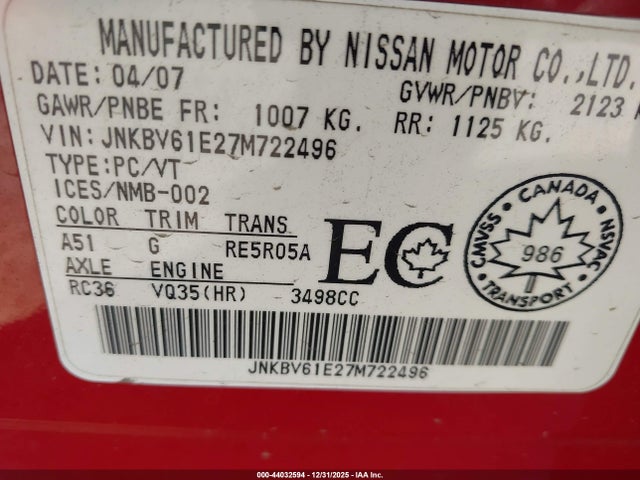 MANUFACTURED BY NISSAN MOTOR CO.,LTD.
DATE: 04/07 GVWR/PNBV: 2123 K
GAWR/PNBE FR: 1007 KG. RR: 1125 KG.
VIN: JNKBV61E27M722496
TYPE:PC/VT
ICES/NMB-002
COLOR TRIM TRANS
A51 G RE5R05A
AXLE ENGINE
RC36 VQ35(HR) 3498CC
EC
CANADA
CMVSS 986 NSVAC
TRANSPORT
JNKBV61E27M722496
000-44032594 - 12/31/2025 - IAA Inc.